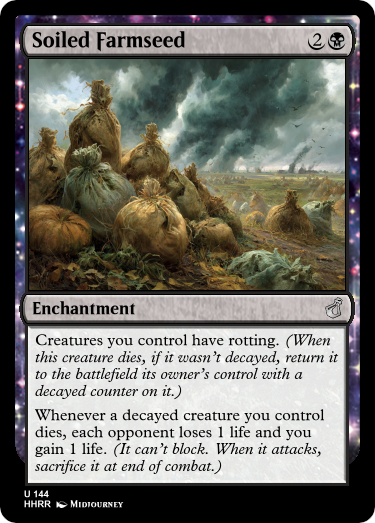 Soiled Farmseed 2
Enchantment
Creatures you control have rotting. (When
this creature dies, if it wasn't decayed, return it
to the battlefield its owner's control with a
decayed counter on it.)
Whenever a decayed creature you control
dies, each opponent loses 1 life and you
gain 1 life. (It can't block. When it attacks,
sacrifice it at end of combat.)
U 144
HHRR Midjourney